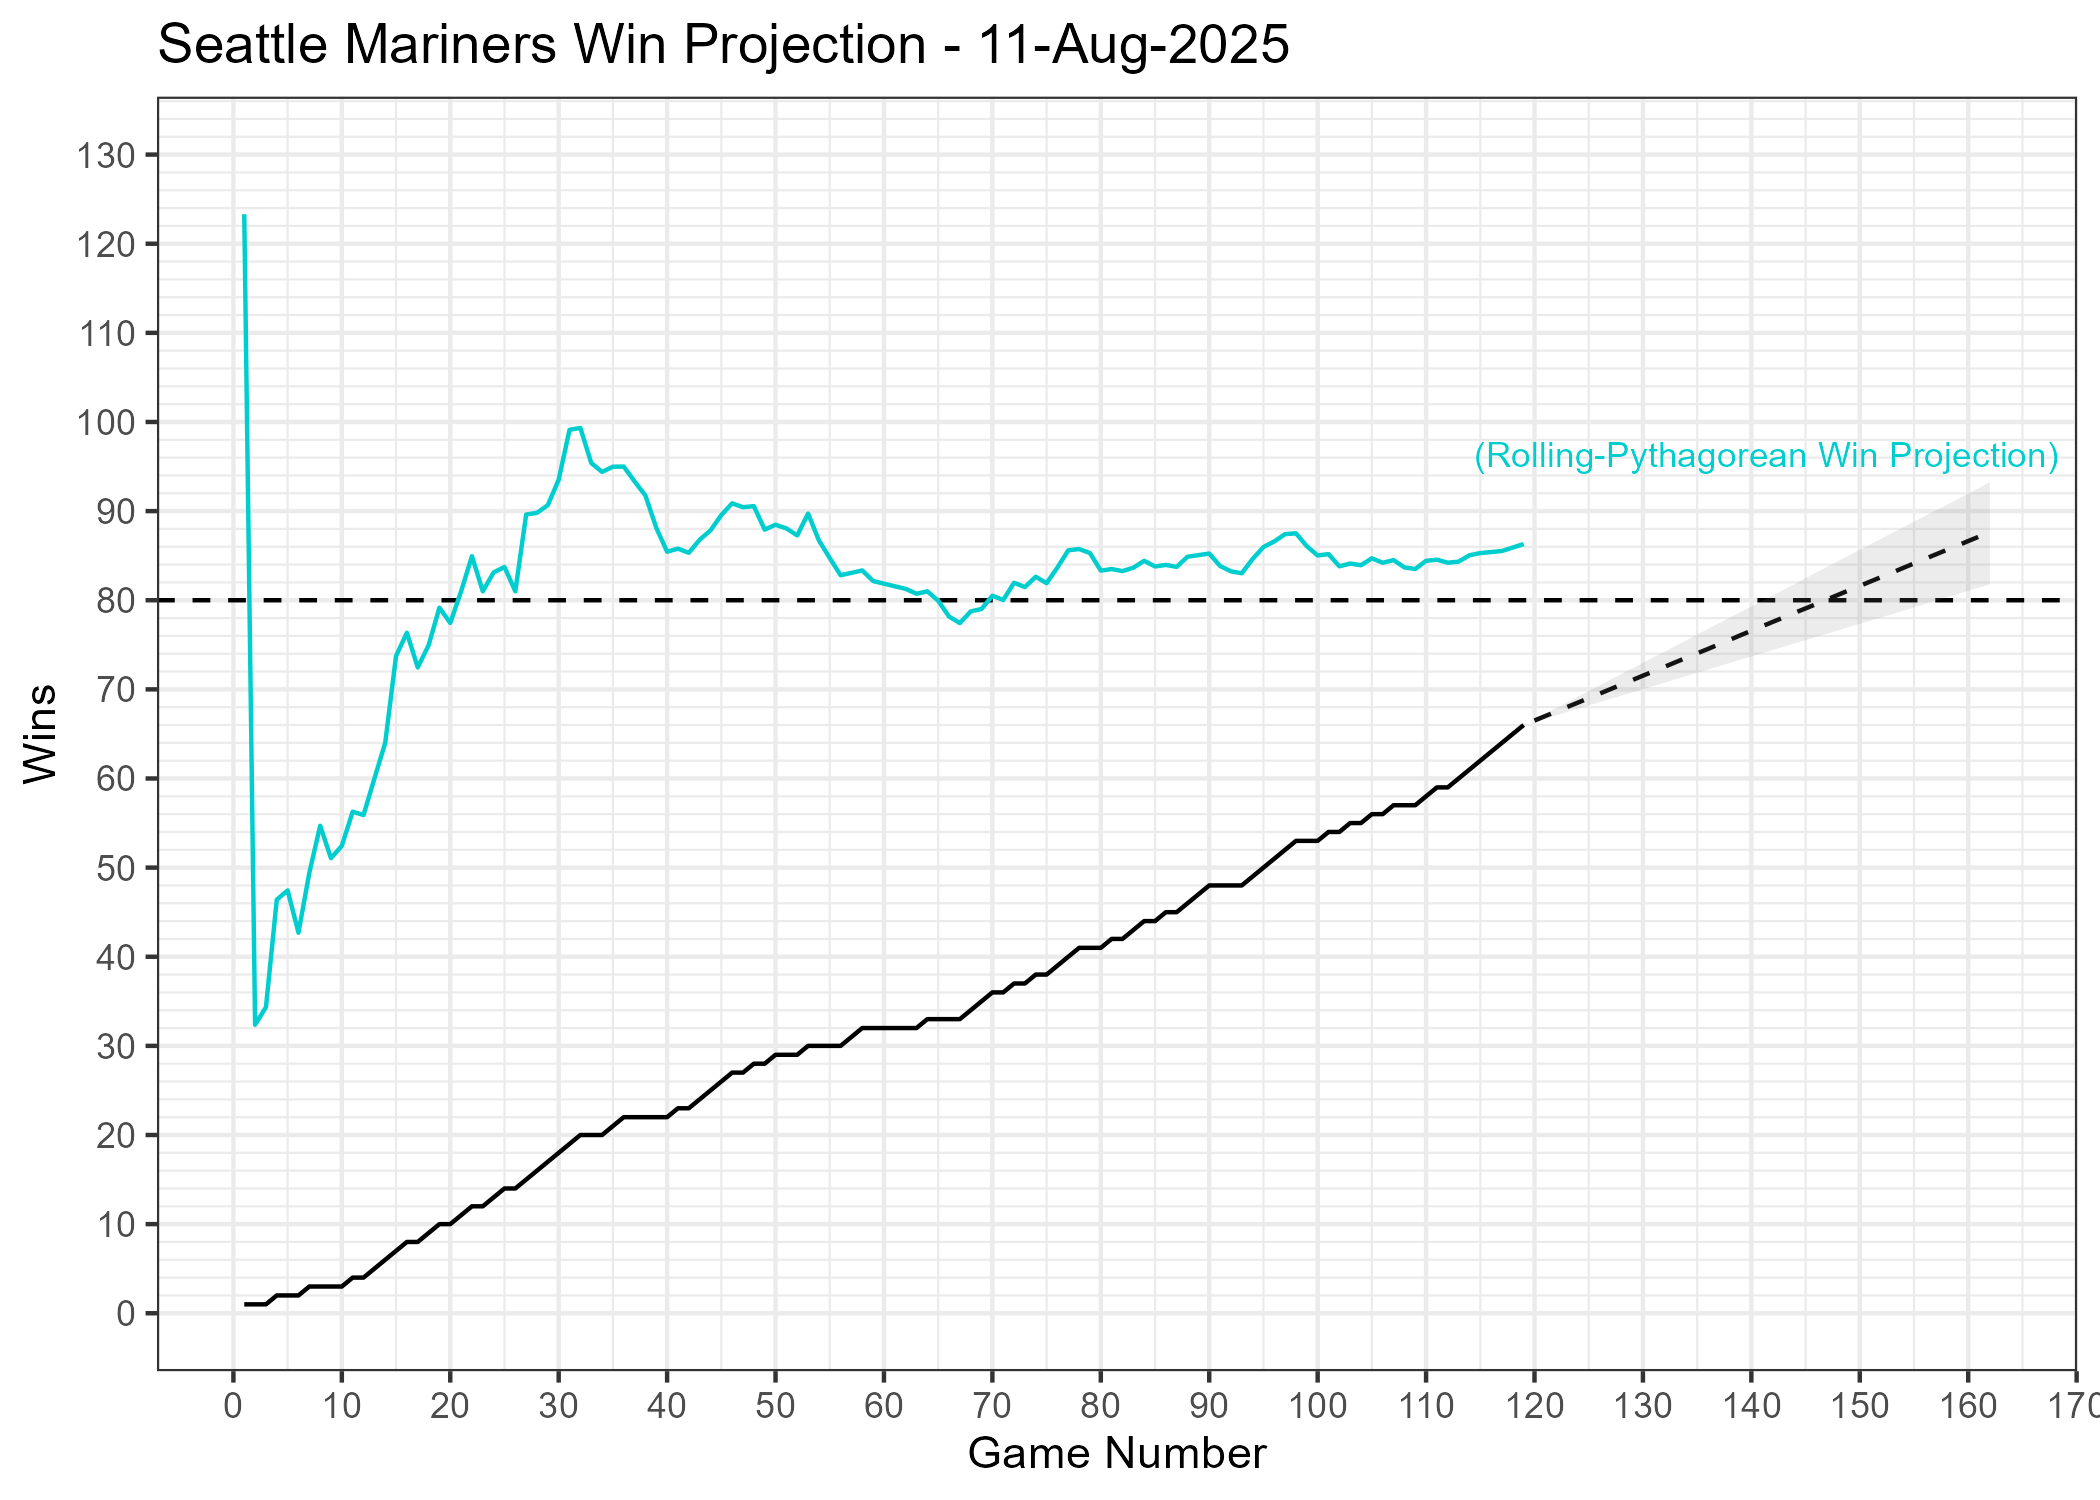 Seattle Mariners Win Projection - 11-Aug-2025
130
120
110
100
90
80
70
60
50
40
30
20
10
0
Wins
(Rolling-Pythagorean Win Projection)
0 10 20 30 40 50 60 70 80 90 100 110 120 130 140 150 160 170
Game Number